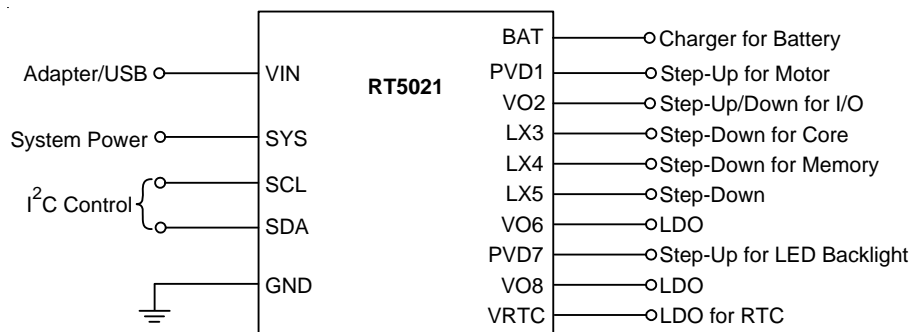 BAT Charger for Battery
Adapter/USB VIN RT5021 PVD1 Step-Up for Motor
VO2 Step-Up/Down for I/O
System Power SYS LX3 Step-Down for Core
LX4 Step-Down for Memory
I²C Control SCL LX5 Step-Down
SDA VO6 LDO
PVD7 Step-Up for LED Backlight
GND VO8 LDO
VRTC LDO for RTC